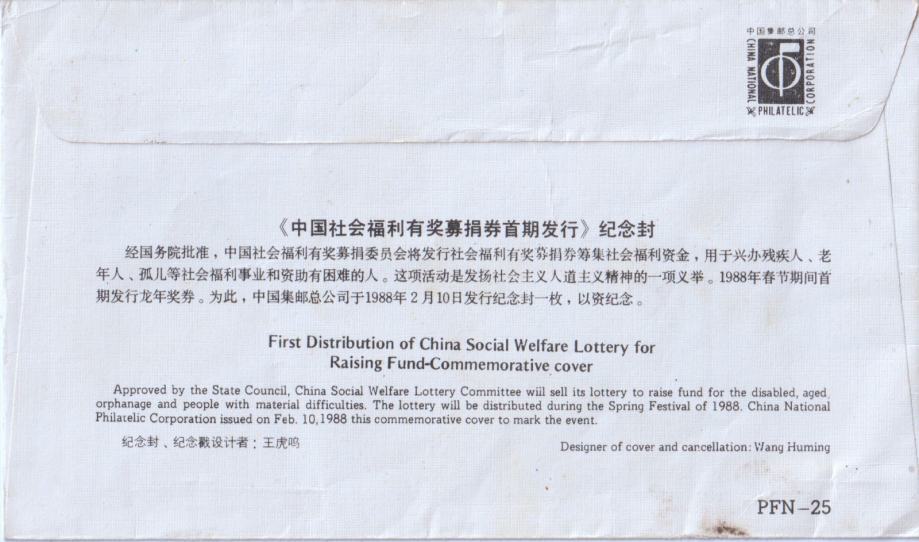 中国集邮总公司
CHINA NATIONAL
PHILATELIC
CORPORATION
《中国社会福利有奖募捐券首期发行》纪念封
经国务院批准，中国社会福利有奖募捐委员会将发行社会福利有奖募捐券筹集社会福利资金，用于兴办残疾人、老
年人、孤儿等社会福利事业和资助有困难的人。这项活动是发扬社会主义人道主义精神的一项义举。1988年春节期间首
期发行龙年奖券。为此，中国集邮总公司于1988年2月10日发行纪念封一枚，以资纪念。
First Distribution of China Social Welfare Lottery for
Raising Fund-Commemorative cover
Approved by the State Council, China Social Welfare Lottery Committee will sell its lottery to raise fund for the disabled, aged,
orphanage and people with material difficulties. The lottery will be distributed during the Spring Festival of 1988. China National
Philatelic Corporation issued on Feb. 10,1988 this commemorative cover to mark the event.
纪念封、纪念戳设计者：王虎鸣
Designer of cover and cancellation: Wang Huming
PFN-25